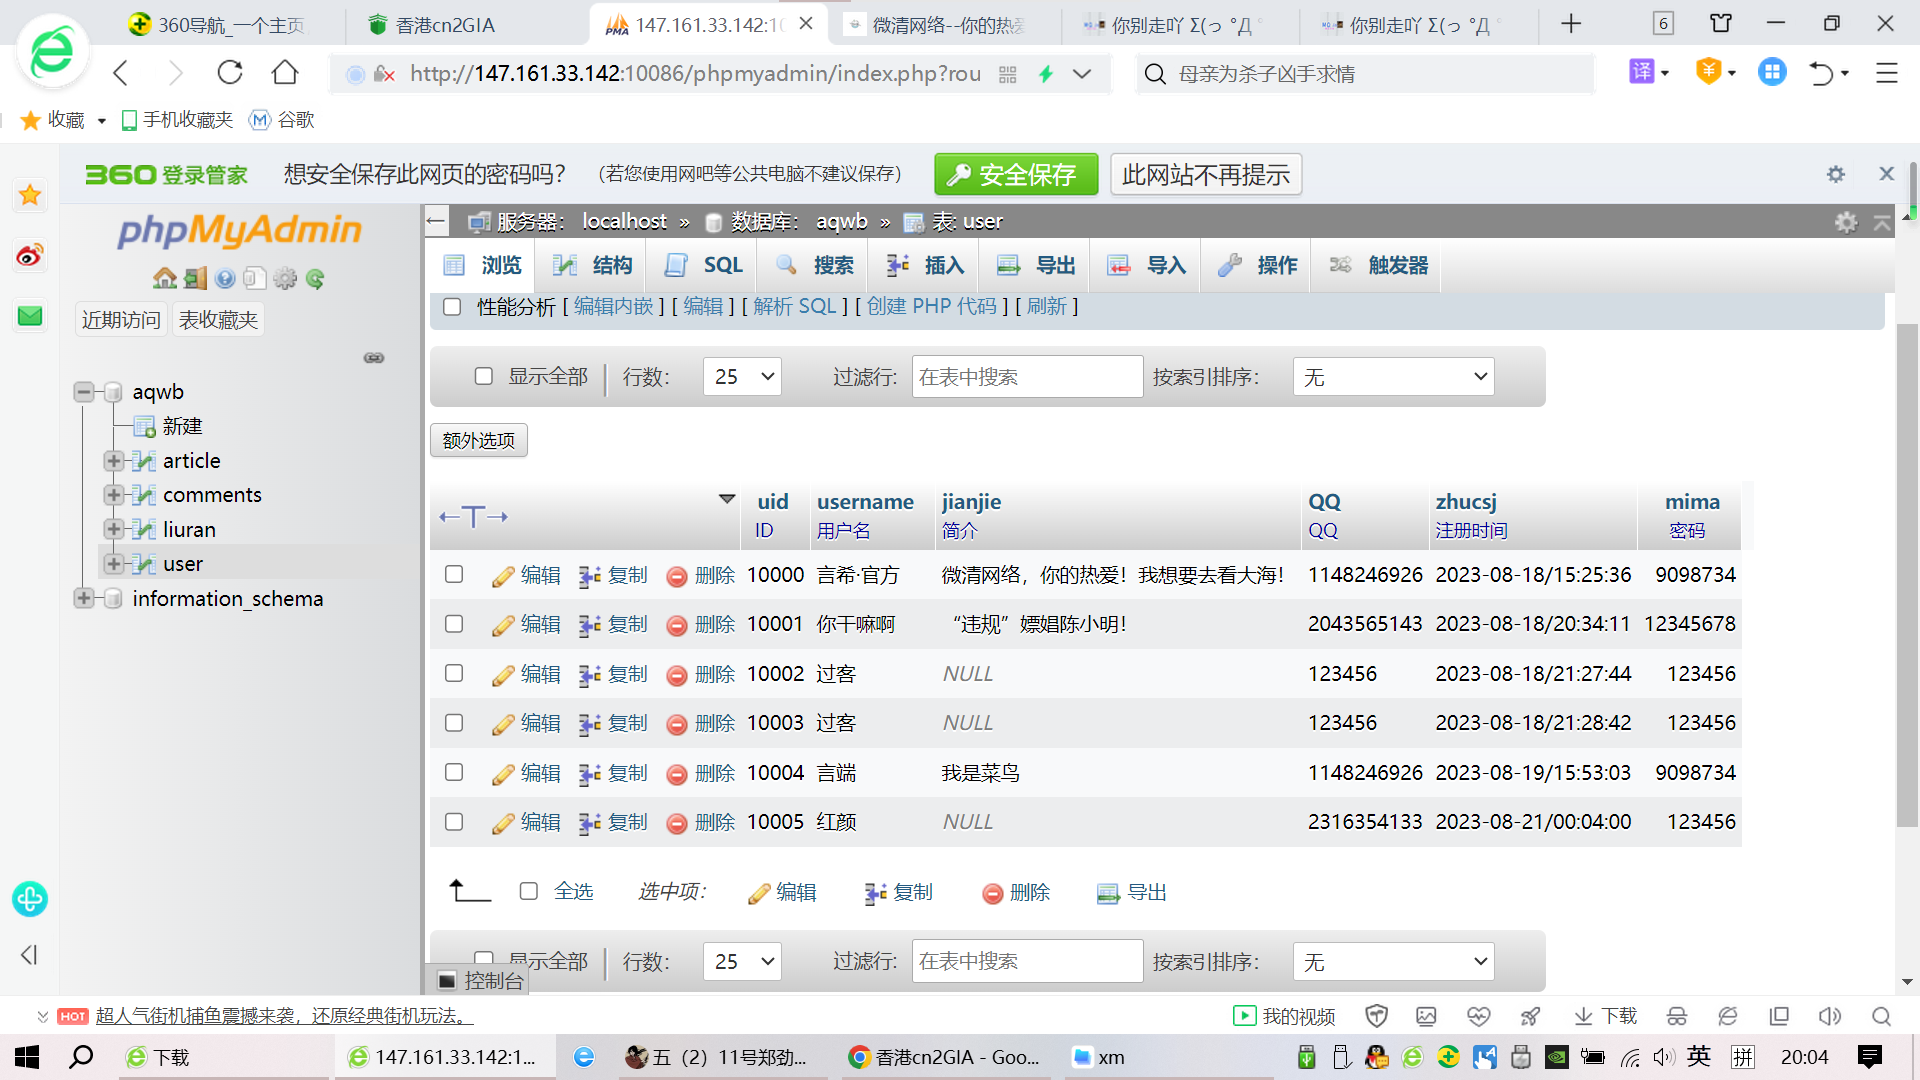 360导航_一个主页
香港cn2GIA
147.161.33.142:10
微清网络--你的热爱
你别走吖 Σ(っ °Д °
你别走吖 Σ(っ °Д °
6
http://147.161.33.142:10086/phpmyadmin/index.php?rou
母亲为杀子凶手求情
译
收藏
手机收藏夹
谷歌
360登录管家
想安全保存此网页的密码吗?
(若您使用网吧等公共电脑不建议保存)
安全保存
此网站不再提示
phpMyAdmin
服务器: localhost » 数据库: aqwb » 表: user
浏览 结构 SQL 搜索 插入 导出 导入 操作 触发器
近期访问 表收藏夹
性能分析 [ 编辑内嵌 ] [ 编辑 ] [ 解析 SQL ] [ 创建 PHP 代码 ] [ 刷新 ]
显示全部 行数: 25 过滤行: 在表中搜索 按索引排序: 无
aqwb
新建
article
comments
liuran
user
information_schema
额外选项
uid username jianjie QQ zhucsj mima
ID 用户名 简介 QQ 注册时间 密码
编辑 复制 删除 10000 言希·官方 微清网络，你的热爱！我想要去看大海！ 1148246926 2023-08-18/15:25:36 9098734
编辑 复制 删除 10001 你干嘛啊 “违规”嫖娼陈小明！ 2043565143 2023-08-18/20:34:11 12345678
编辑 复制 删除 10002 过客 NULL 123456 2023-08-18/21:27:44 123456
编辑 复制 删除 10003 过客 NULL 123456 2023-08-18/21:28:42 123456
编辑 复制 删除 10004 言端 我是菜鸟 1148246926 2023-08-19/15:53:03 9098734
编辑 复制 删除 10005 红颜 NULL 2316354133 2023-08-21/00:04:00 123456
全选 选中项: 编辑 复制 删除 导出
显示全部 行数: 25 过滤行: 在表中搜索 按索引排序: 无
控制台
HOT 超人气街机捕鱼震撼来袭，还原经典街机玩法。
我的视频
下载
下载
147.161.33.142:1...
五（2）11号郑劲...
香港cn2GIA - Goo...
xm
英
拼
20:04